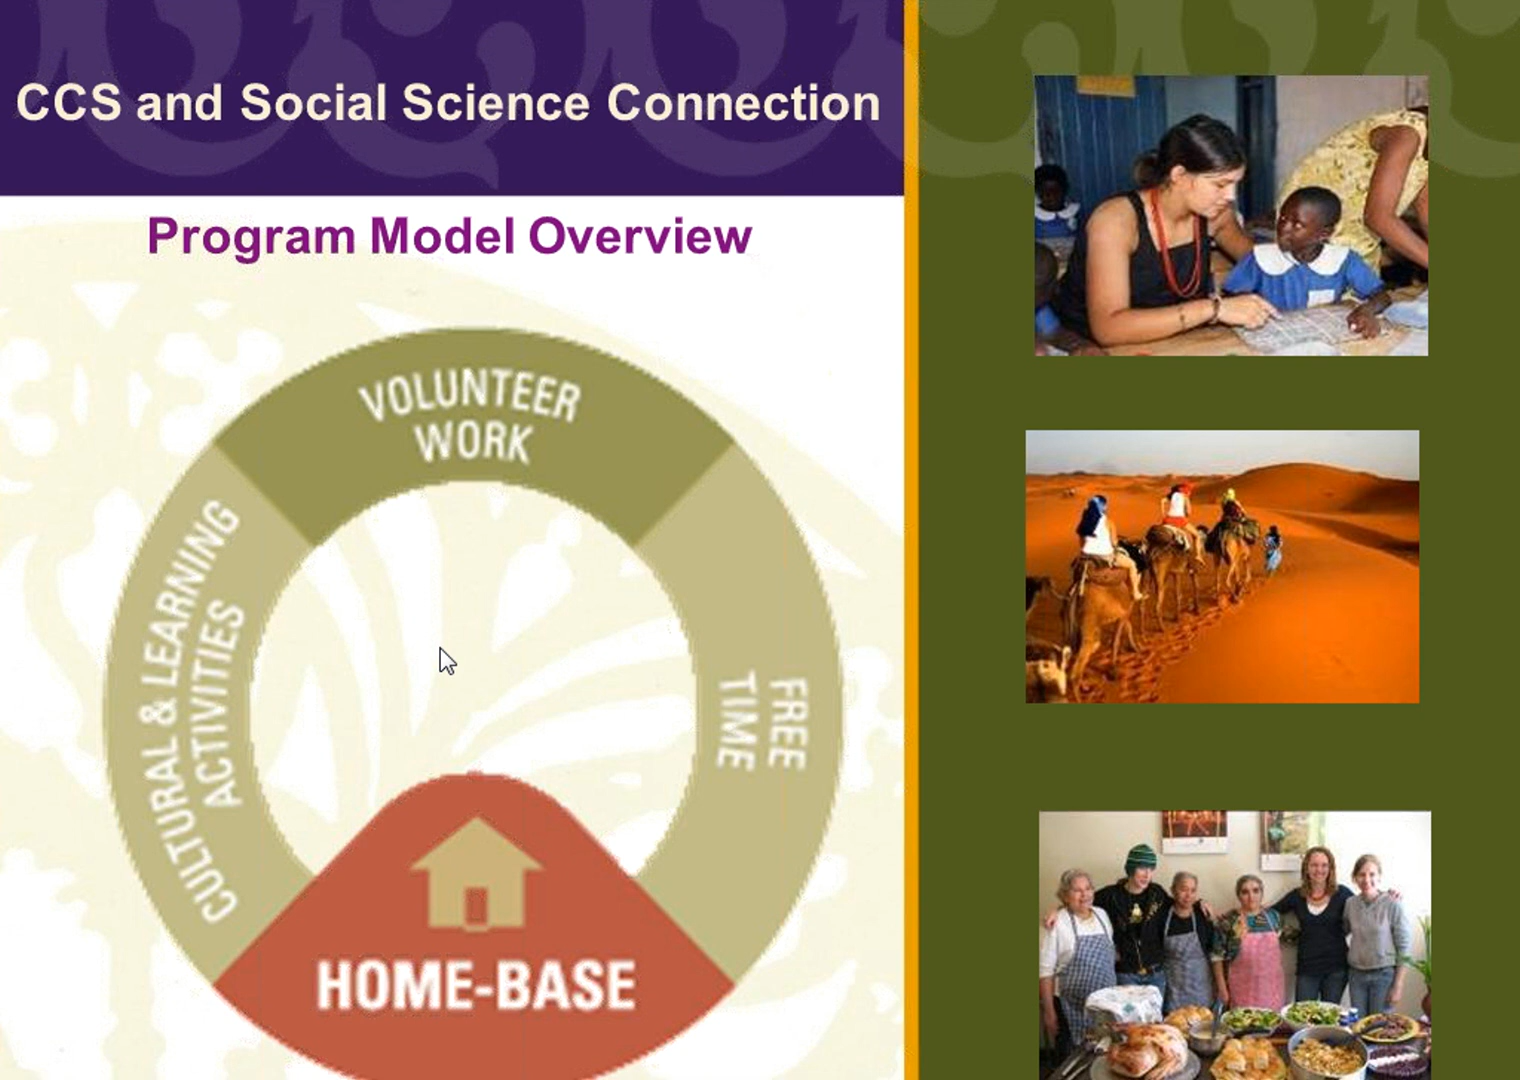 CCS and Social Science Connection
Program Model Overview
VOLUNTEER
WORK
CULTURAL & LEARNING
ACTIVITIES
FREE
TIME
HOME-BASE